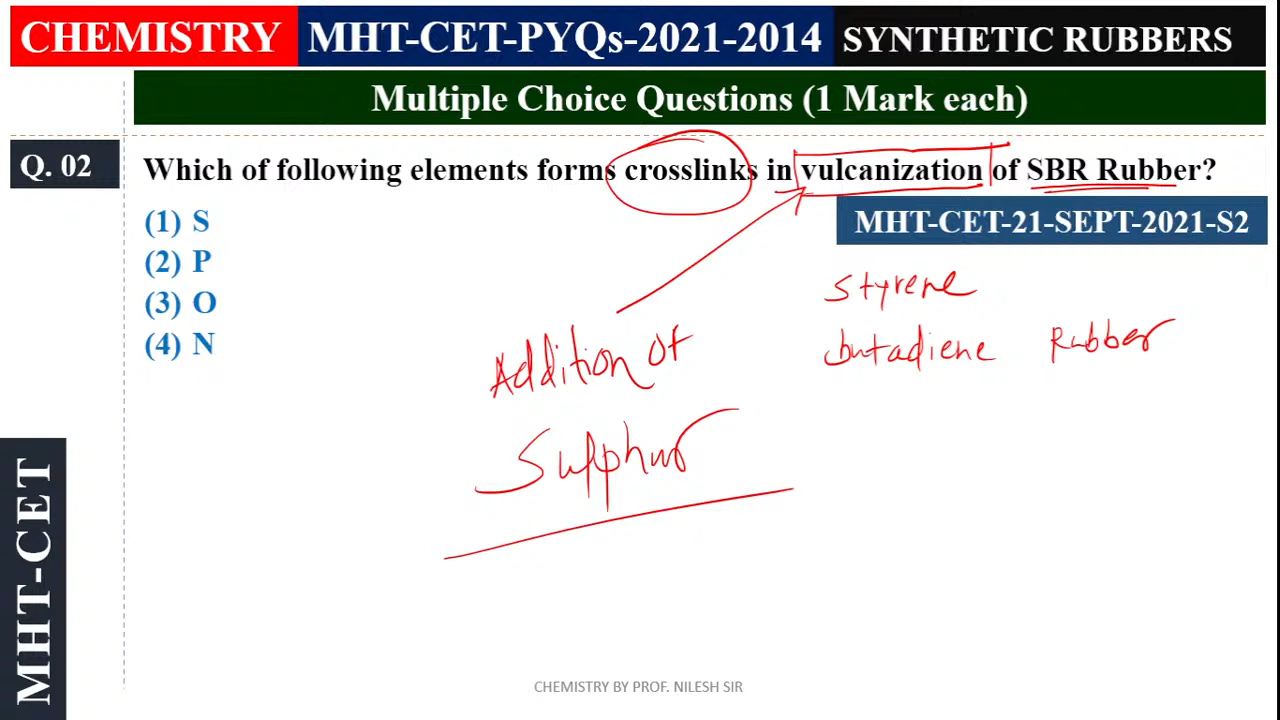 CHEMISTRY MHT-CET-PYQs-2021-2014 SYNTHETIC RUBBERS
Multiple Choice Questions (1 Mark each)
Q. 02 Which of following elements forms crosslinks in vulcanization of SBR Rubber?
MHT-CET-21-SEPT-2021-S2
(1) S
(2) P
(3) O
(4) N
styrene
butadiene Rubber
Addition of
Sulphur
MHT-CET
CHEMISTRY BY PROF. NILESH SIR